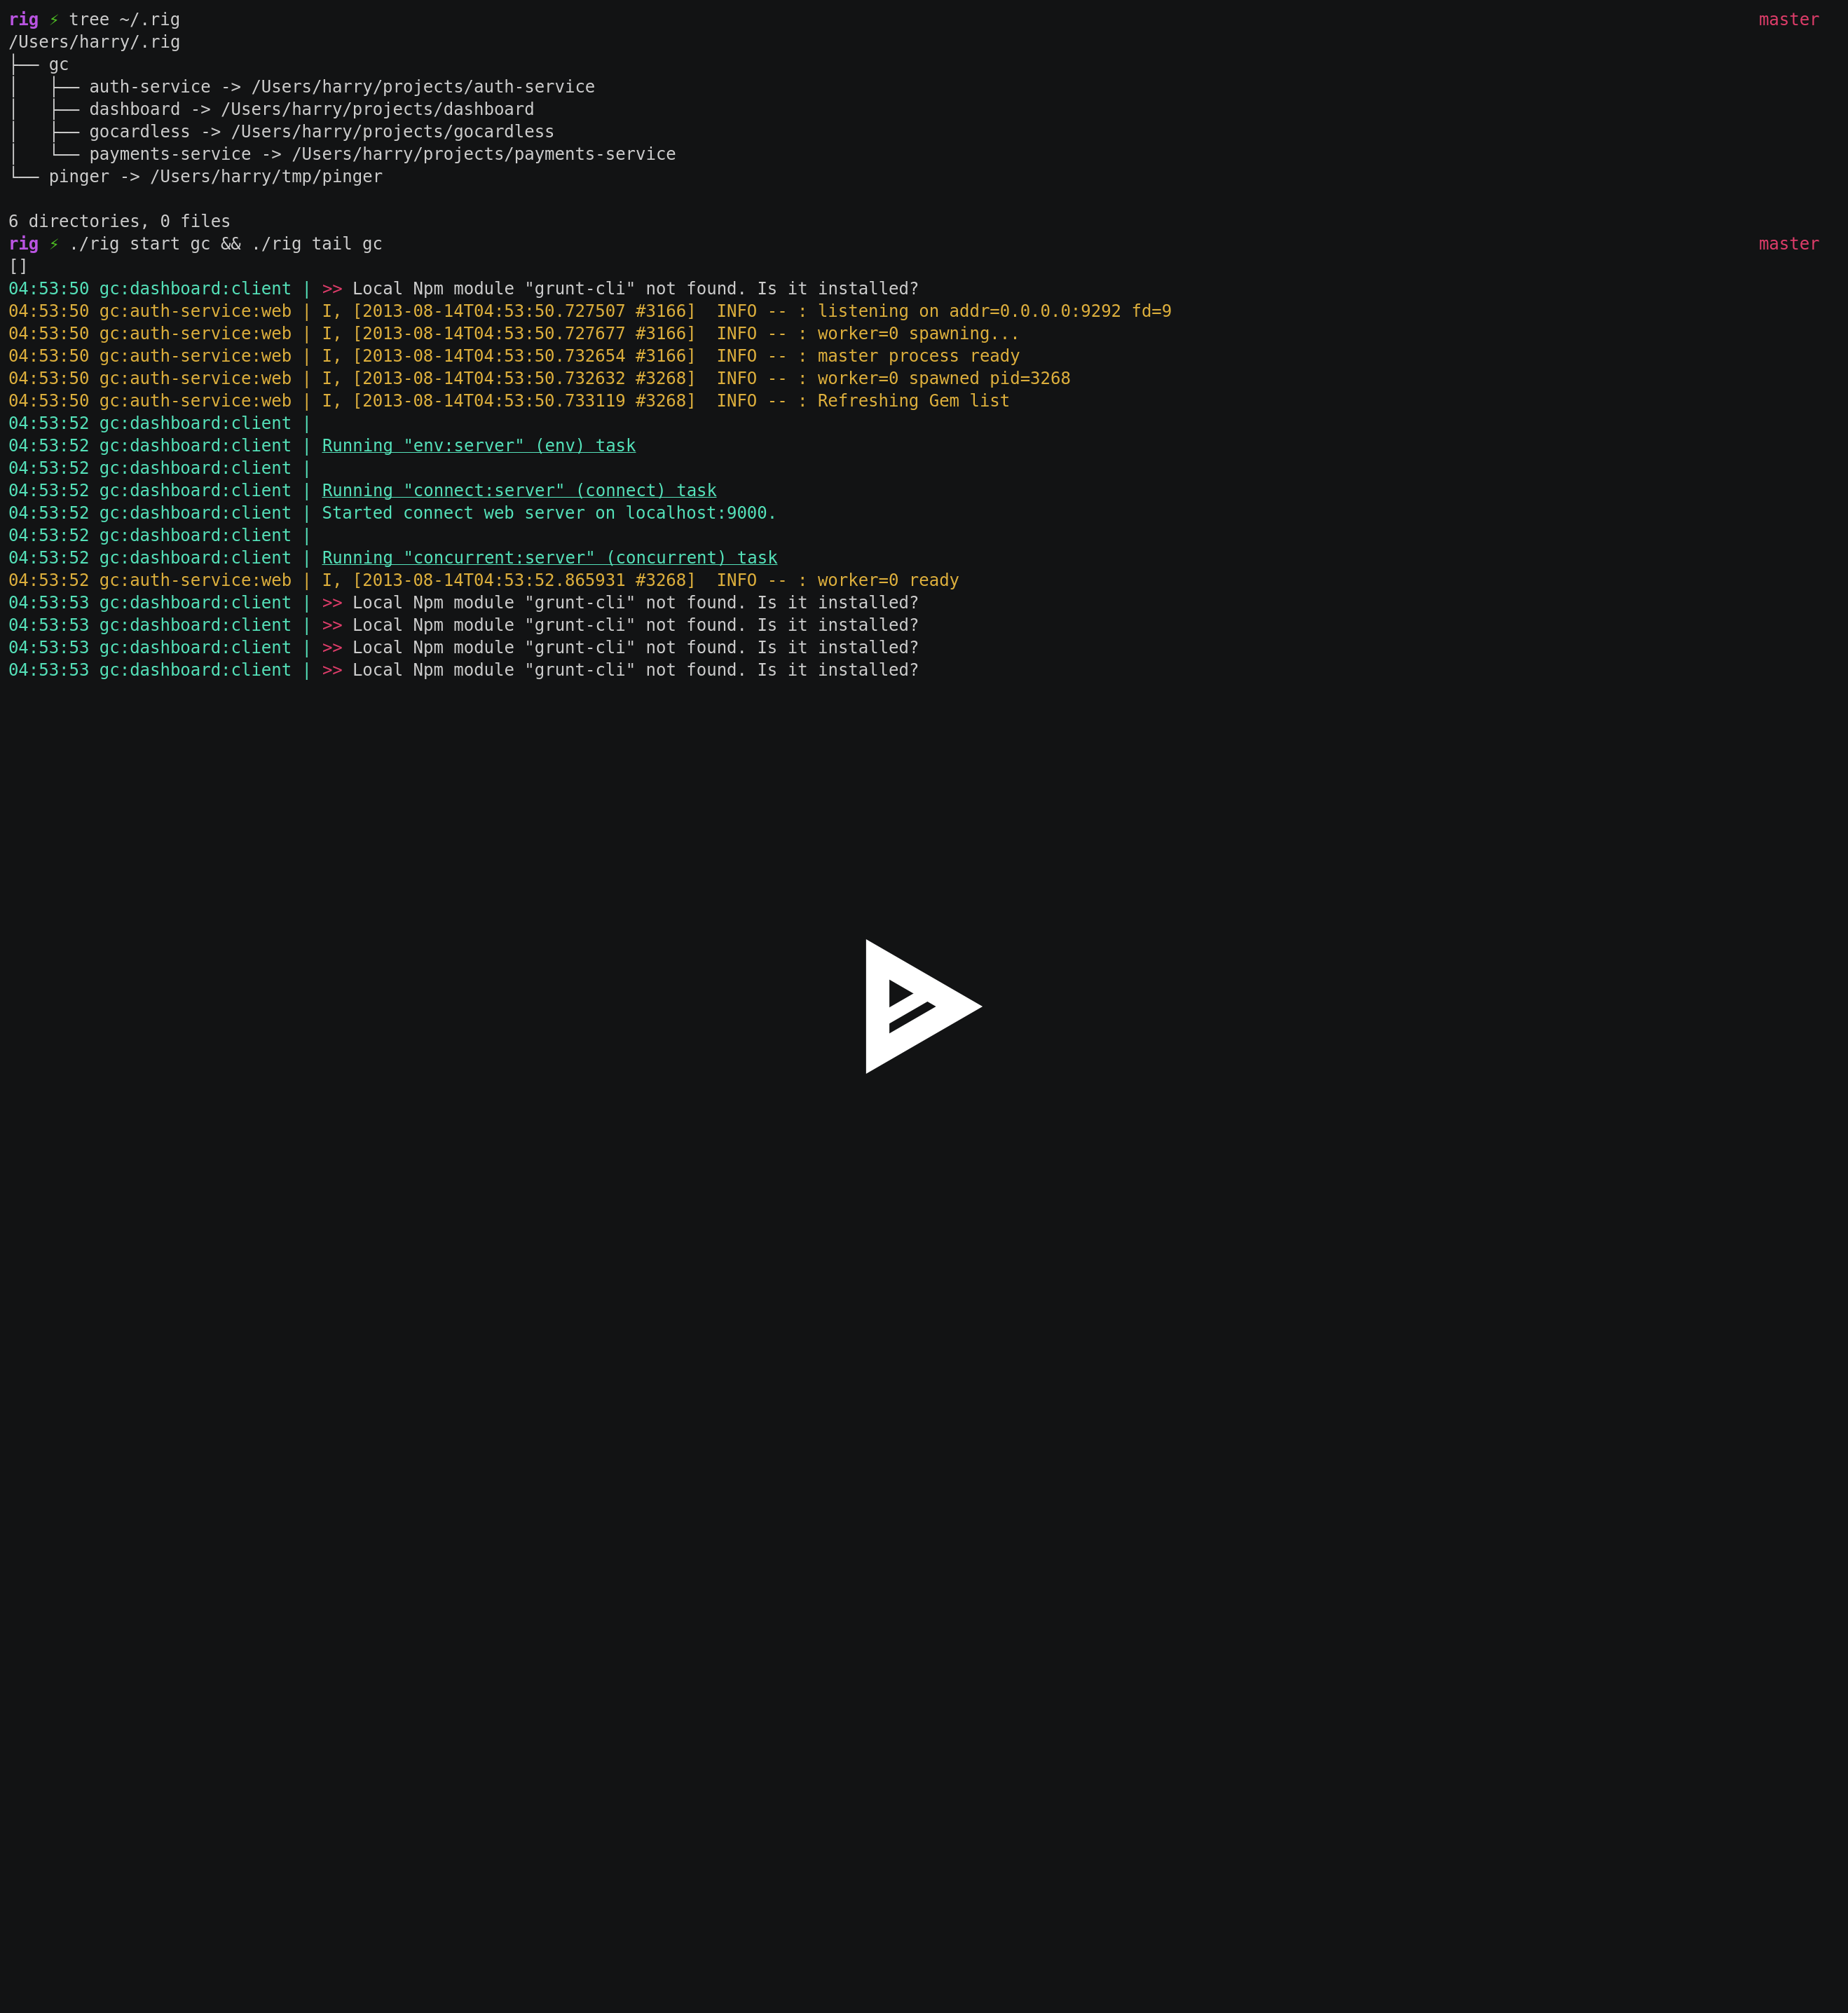 rig ⚡ tree ~/.rig master
/Users/harry/.rig
├── gc
│   ├── auth-service -> /Users/harry/projects/auth-service
│   ├── dashboard -> /Users/harry/projects/dashboard
│   ├── gocardless -> /Users/harry/projects/gocardless
│   └── payments-service -> /Users/harry/projects/payments-service
└── pinger -> /Users/harry/tmp/pinger
6 directories, 0 files
rig ⚡ ./rig start gc && ./rig tail gc master
[]
04:53:50 gc:dashboard:client | >> Local Npm module "grunt-cli" not found. Is it installed?
04:53:50 gc:auth-service:web | I, [2013-08-14T04:53:50.727507 #3166]  INFO -- : listening on addr=0.0.0.0:9292 fd=9
04:53:50 gc:auth-service:web | I, [2013-08-14T04:53:50.727677 #3166]  INFO -- : worker=0 spawning...
04:53:50 gc:auth-service:web | I, [2013-08-14T04:53:50.732654 #3166]  INFO -- : master process ready
04:53:50 gc:auth-service:web | I, [2013-08-14T04:53:50.732632 #3268]  INFO -- : worker=0 spawned pid=3268
04:53:50 gc:auth-service:web | I, [2013-08-14T04:53:50.733119 #3268]  INFO -- : Refreshing Gem list
04:53:52 gc:dashboard:client |
04:53:52 gc:dashboard:client | Running "env:server" (env) task
04:53:52 gc:dashboard:client |
04:53:52 gc:dashboard:client | Running "connect:server" (connect) task
04:53:52 gc:dashboard:client | Started connect web server on localhost:9000.
04:53:52 gc:dashboard:client |
04:53:52 gc:dashboard:client | Running "concurrent:server" (concurrent) task
04:53:52 gc:auth-service:web | I, [2013-08-14T04:53:52.865931 #3268]  INFO -- : worker=0 ready
04:53:53 gc:dashboard:client | >> Local Npm module "grunt-cli" not found. Is it installed?
04:53:53 gc:dashboard:client | >> Local Npm module "grunt-cli" not found. Is it installed?
04:53:53 gc:dashboard:client | >> Local Npm module "grunt-cli" not found. Is it installed?
04:53:53 gc:dashboard:client | >> Local Npm module "grunt-cli" not found. Is it installed?